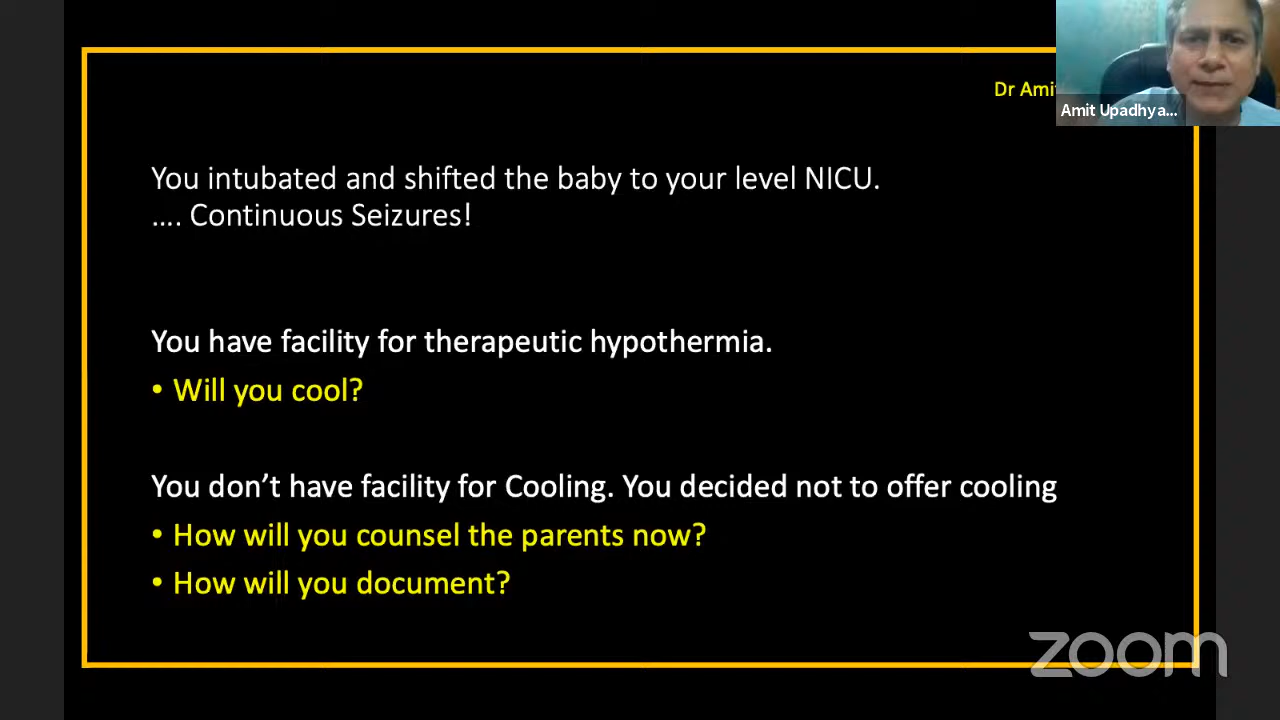 Dr Ami
Amit Upadhya...
You intubated and shifted the baby to your level NICU.
.... Continuous Seizures!
You have facility for therapeutic hypothermia.
• Will you cool?
You don't have facility for Cooling. You decided not to offer cooling
• How will you counsel the parents now?
• How will you document?
zoom